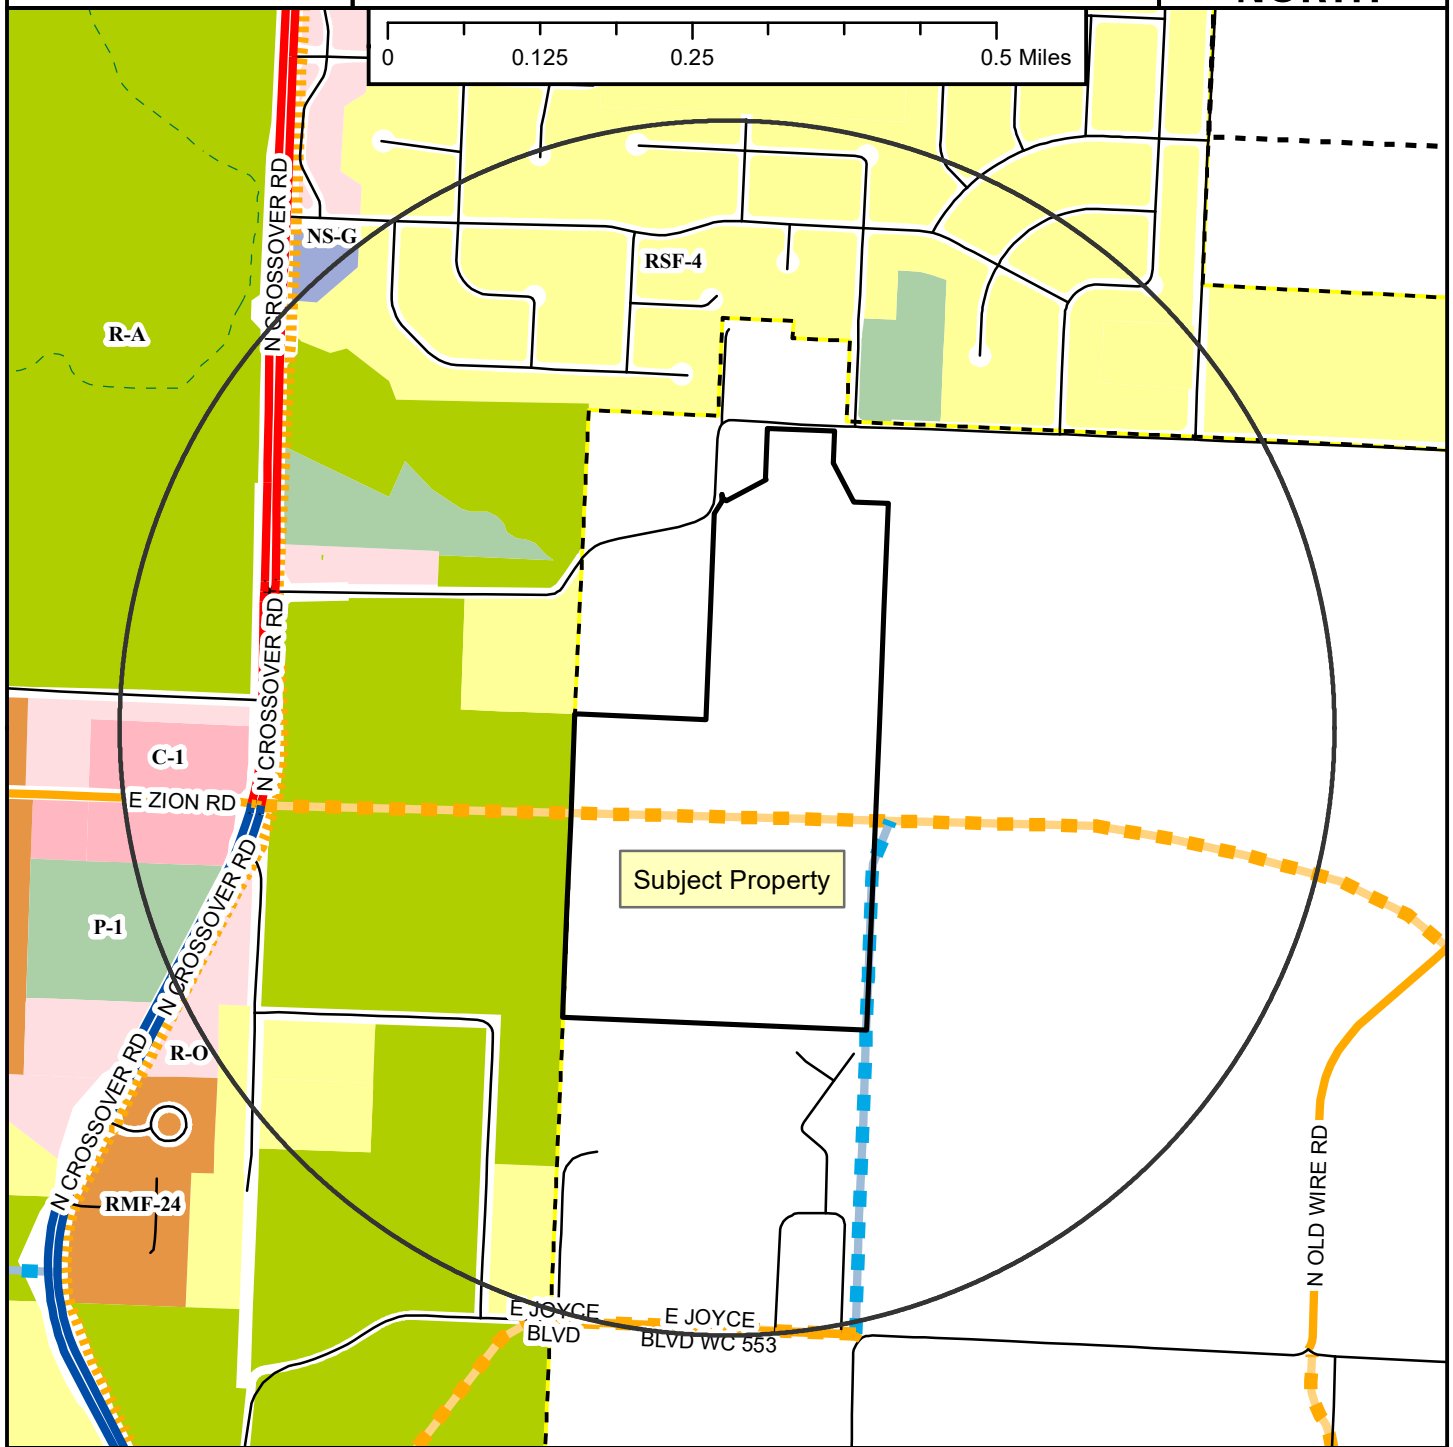 NORTH
0 0.125 0.25 0.5 Miles
N CROSSOVER RD
NS-G
RSF-4
R-A
N CROSSOVER RD
C-1
E ZION RD
N CROSSOVER RD
Subject Property
P-1
N CROSSOVER RD
R-O
RMF-24
N OLD WIRE RD
E JOYCE
BLVD
E JOYCE
BLVD WC 553